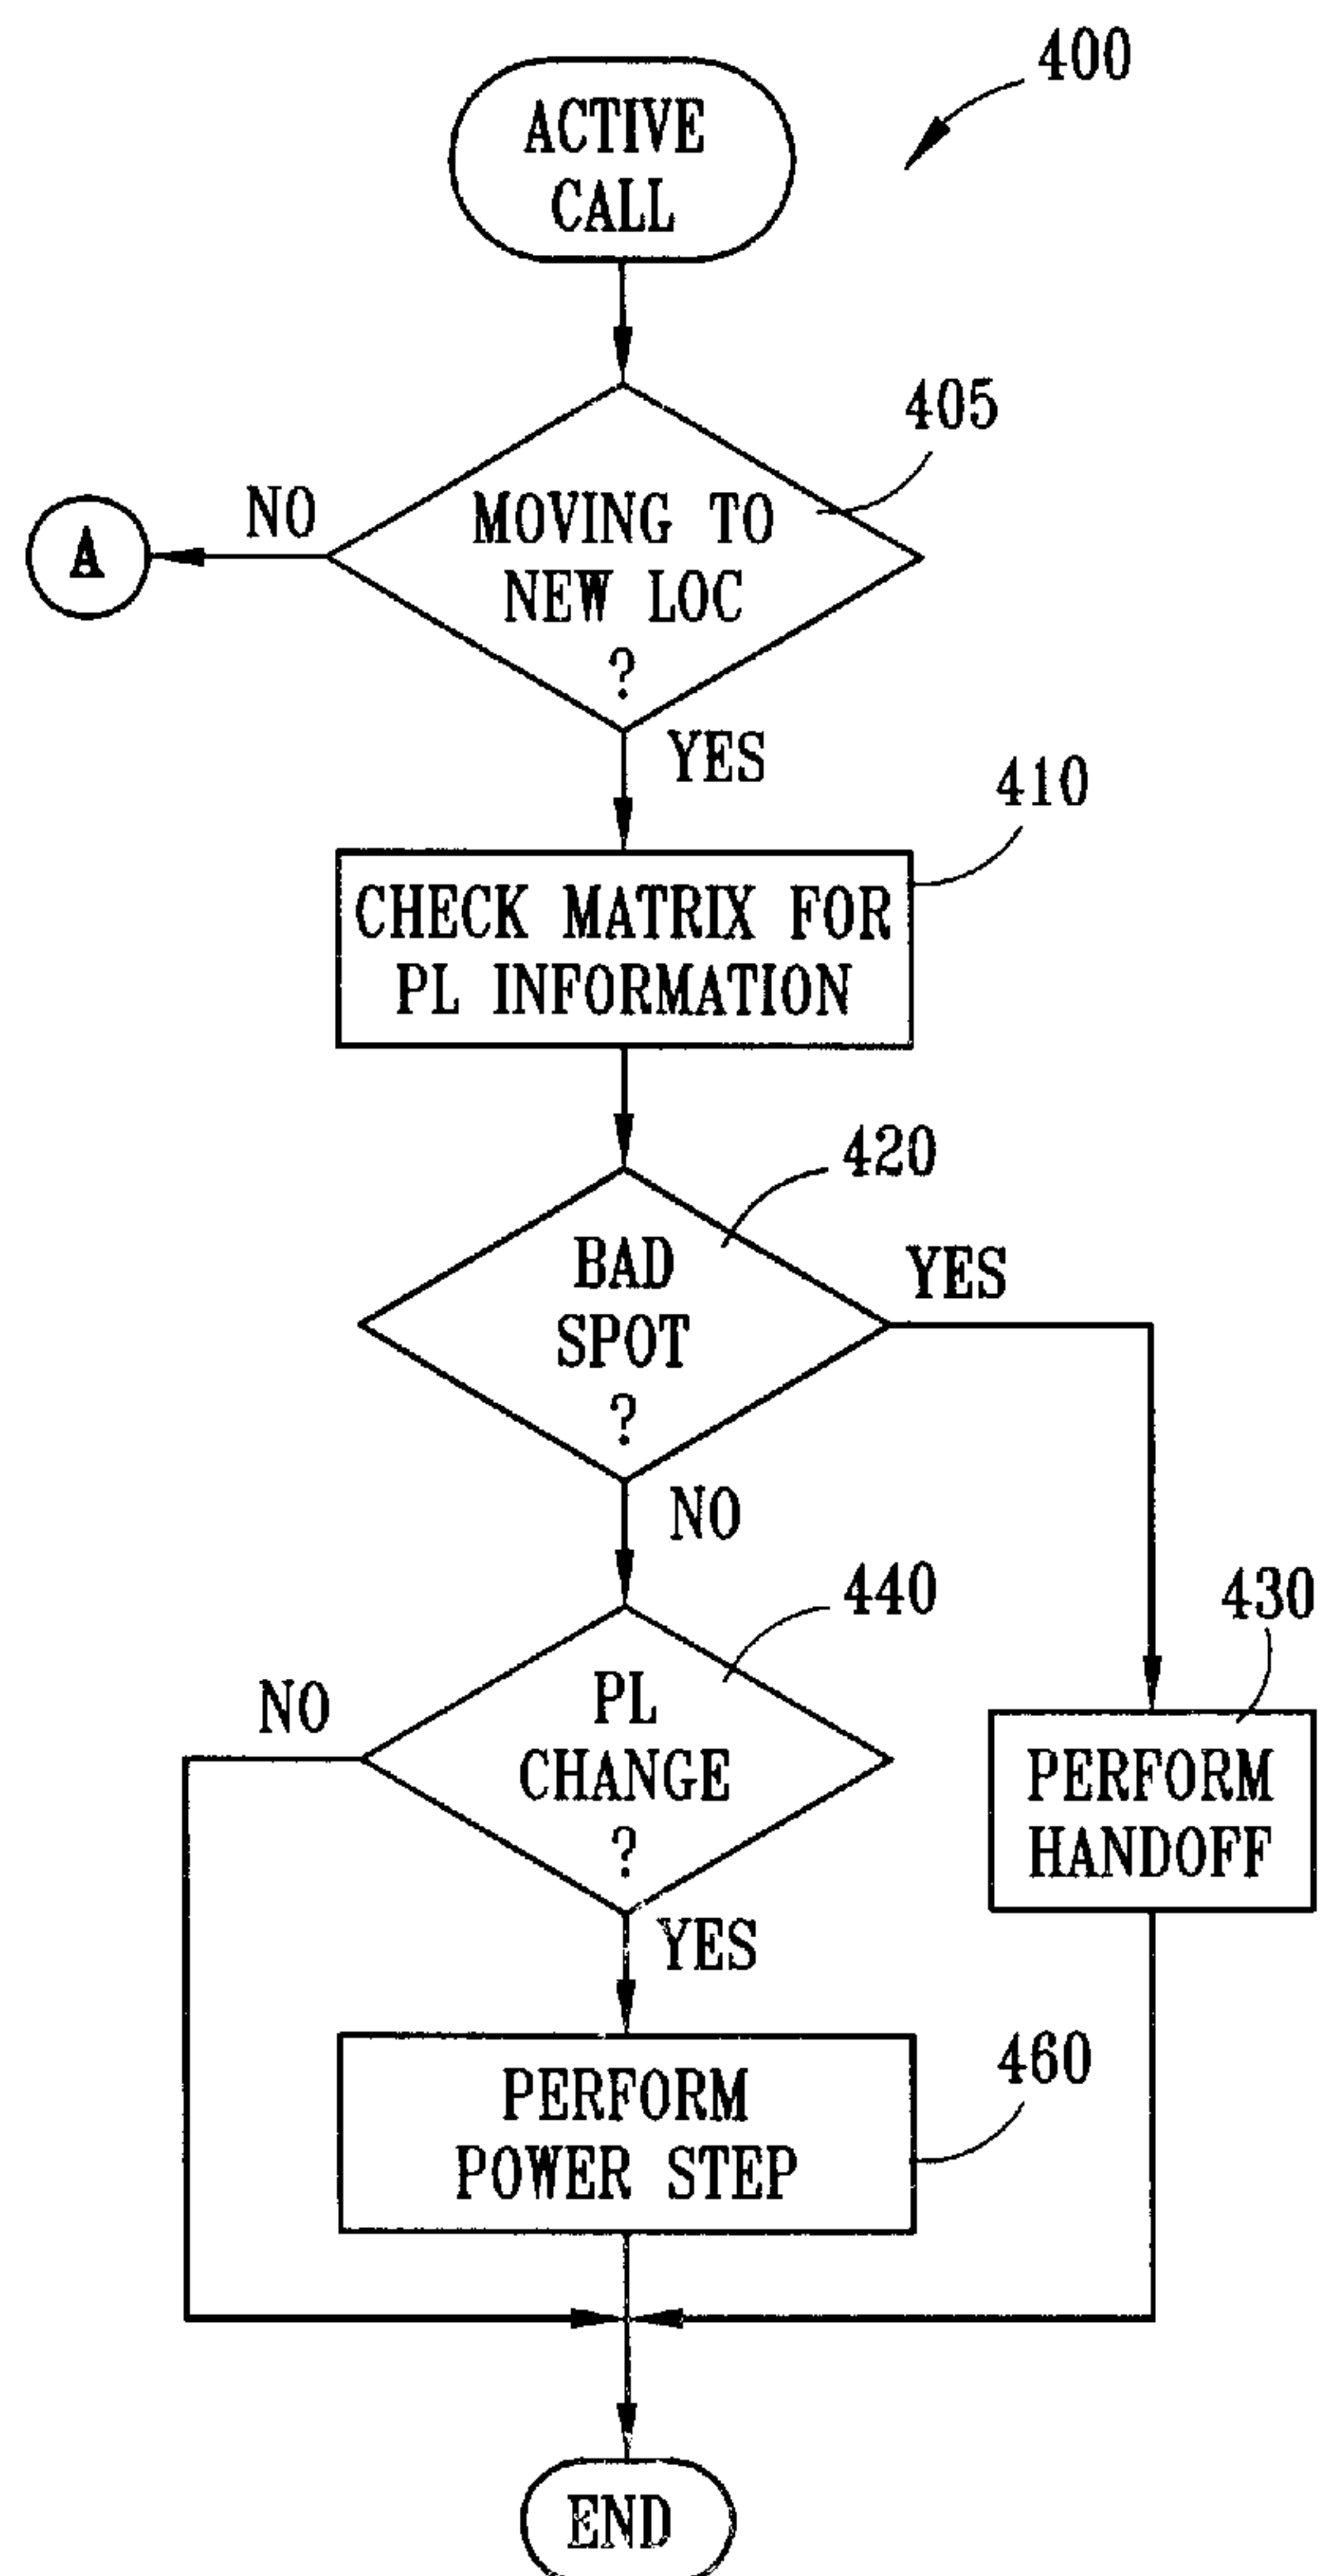 400
ACTIVE
CALL
405
MOVING TO
NEW LOC
?
NO
A
YES
410
CHECK MATRIX FOR
PL INFORMATION
420
BAD
SPOT
?
YES
NO
440
430
PL
CHANGE
?
NO
PERFORM
HANDOFF
YES
460
PERFORM
POWER STEP
END